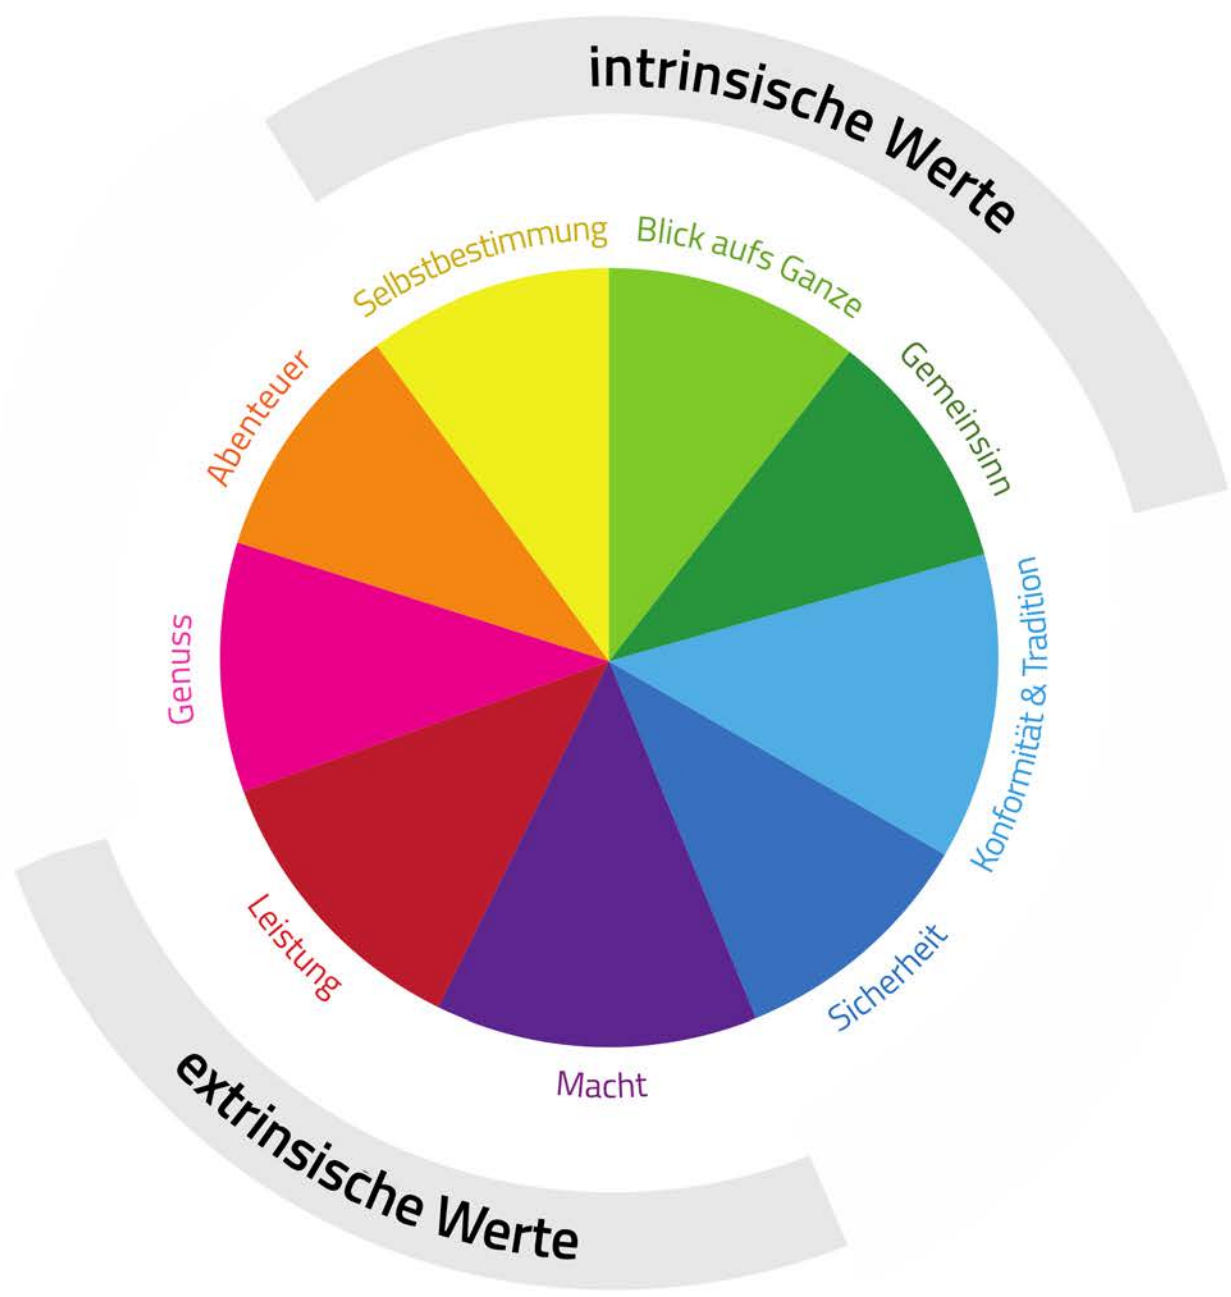 intrinsische Werte
Selbstbestimmung
Blick aufs Ganze
Abenteuer
Gemeinsinn
Genuss
Konformität & Tradition
Leistung
Sicherheit
Macht
extrinsische Werte